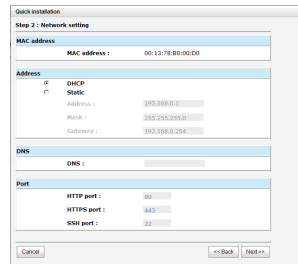 Quick installation
Step 2 : Network setting
MAC address
MAC address : 00:13:78:B0:00:D0
Address
DHCP
Static
Address : 192.168.0.1
Mask : 255.255.255.0
Gateway : 192.168.0.254
DNS
DNS :
Port
HTTP port : 80
HTTPS port : 443
SSH port : 22
Cancel << Back Next >>